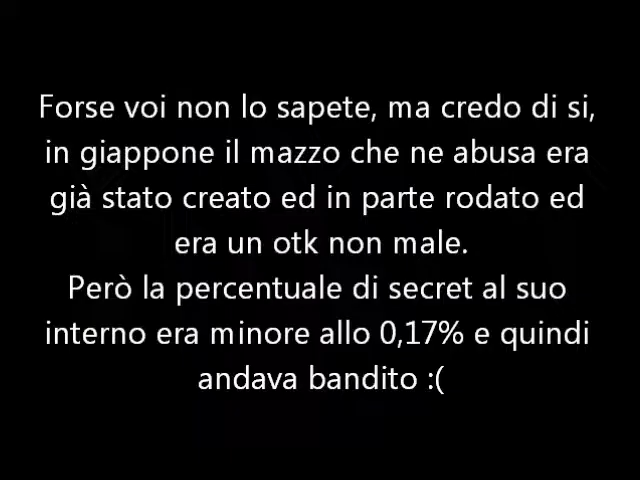 Forse voi non lo sapete, ma credo di si,
in giappone il mazzo che ne abusa era
già stato creato ed in parte rodato ed
era un otk non male.
Però la percentuale di secret al suo
interno era minore allo 0,17% e quindi
andava bandito :(